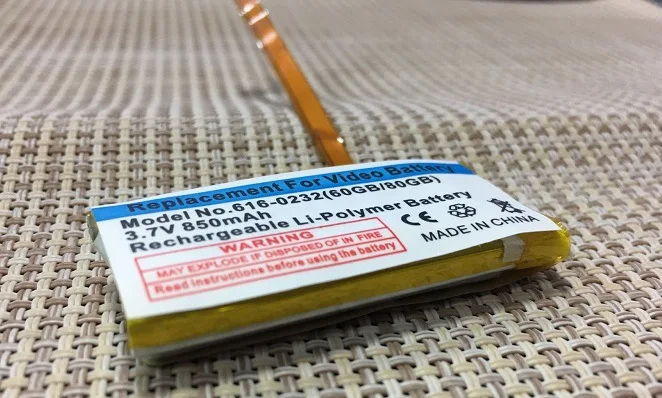 Replacement For Video Battery
Model No.616-0232(60GB/80GB)
3.7V 850mAh
Rechargeable Li-Polymer Battery
WARNING
MAY EXPLODE IF DISPOSED OF IN FIRE
Read instructions before using the battery
CE
MADE IN CHINA